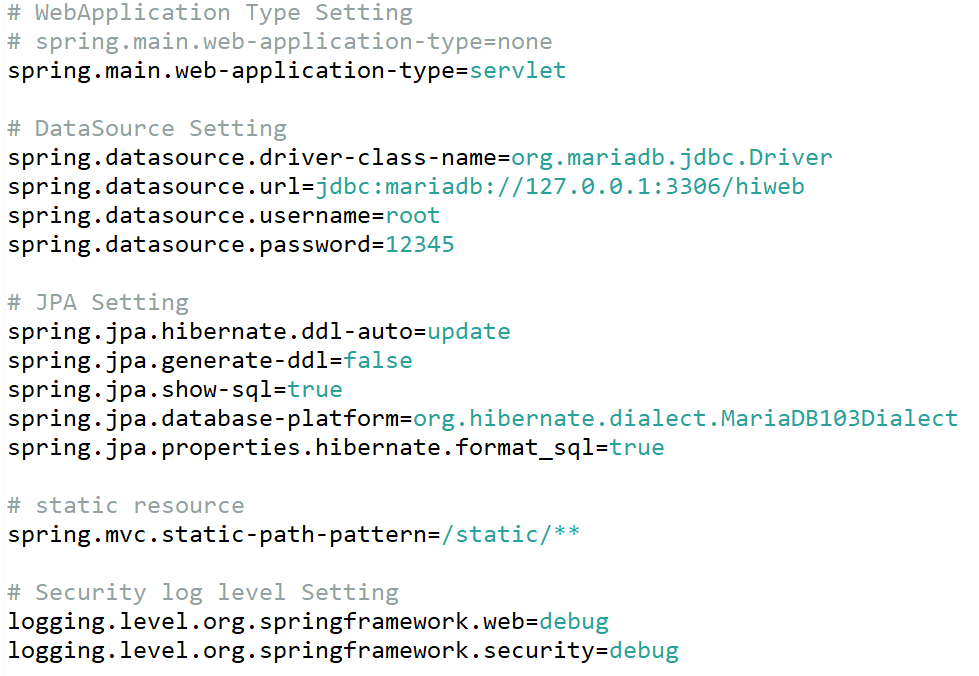 # WebApplication Type Setting
# spring.main.web-application-type=none
spring.main.web-application-type=servlet
# DataSource Setting
spring.datasource.driver-class-name=org.mariadb.jdbc.Driver
spring.datasource.url=jdbc:mariadb://127.0.0.1:3306/hiweb
spring.datasource.username=root
spring.datasource.password=12345
# JPA Setting
spring.jpa.hibernate.ddl-auto=update
spring.jpa.generate-ddl=false
spring.jpa.show-sql=true
spring.jpa.database-platform=org.hibernate.dialect.MariaDB103Dialect
spring.jpa.properties.hibernate.format_sql=true
# static resource
spring.mvc.static-path-pattern=/static/**
# Security log level Setting
logging.level.org.springframework.web=debug
logging.level.org.springframework.security=debug